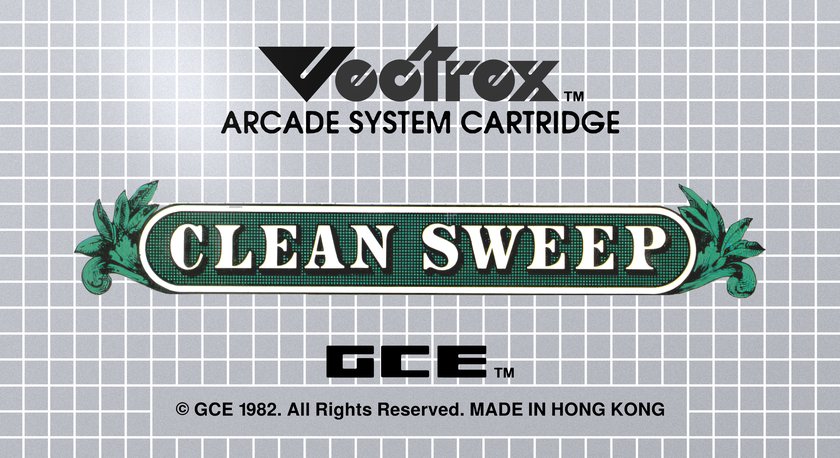 Vectrex™
ARCADE SYSTEM CARTRIDGE
CLEAN SWEEP
GCE™
© GCE 1982. All Rights Reserved. MADE IN HONG KONG